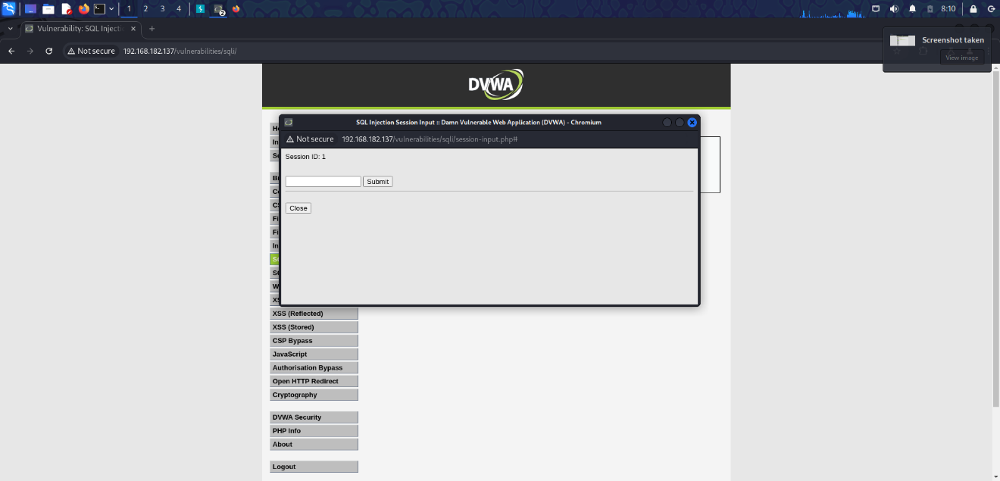 1 2 3 4 2 8:10
Vulnerability: SQL Injecti
Not secure 192.168.182.137/vulnerabilities/sqli/
Screenshot taken
View image
DVWA
SQL Injection Session Input :: Damn Vulnerable Web Application (DVWA) - Chromium
Not secure 192.168.182.137/vulnerabilities/sqli/session-input.php#
Session ID: 1
Submit
Close
XSS (Reflected)
XSS (Stored)
CSP Bypass
JavaScript
Authorisation Bypass
Open HTTP Redirect
Cryptography
DVWA Security
PHP Info
About
Logout